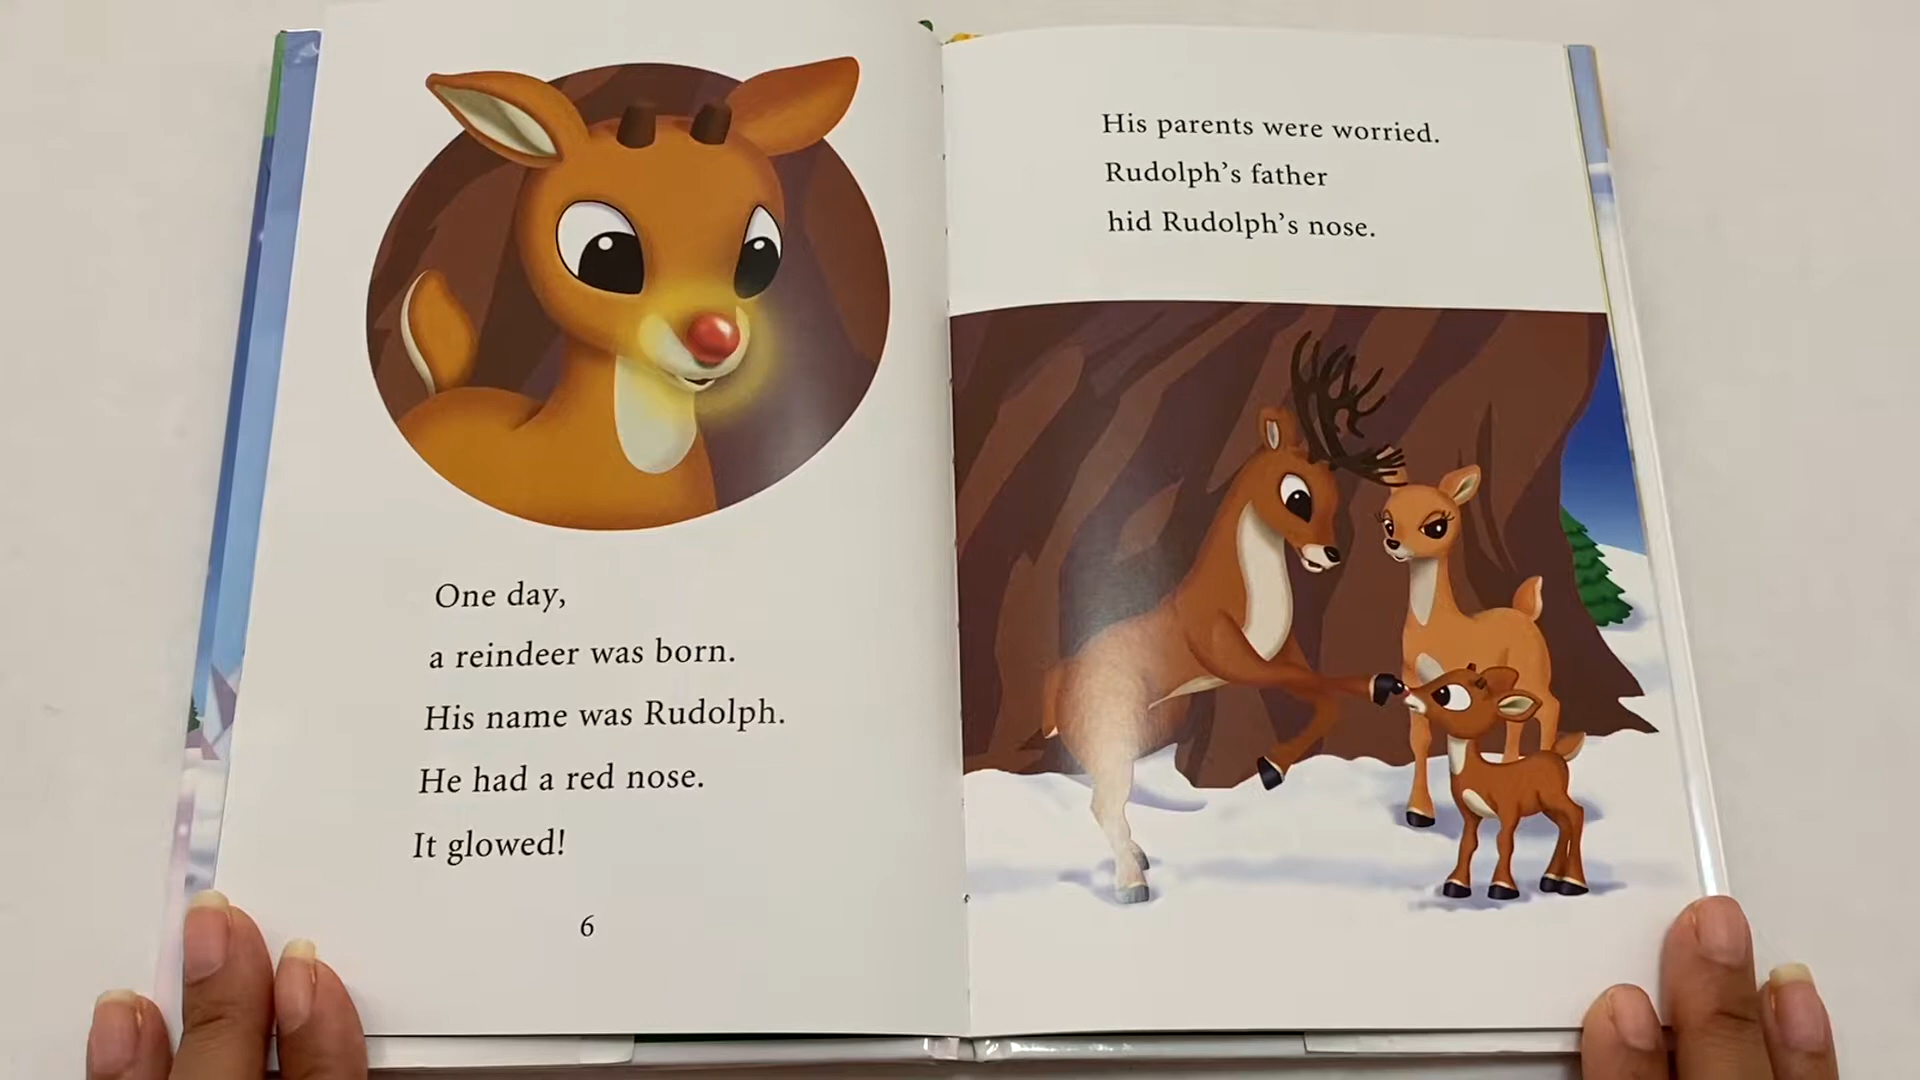 One day,
a reindeer was born.
His name was Rudolph.
He had a red nose.
It glowed!
6
His parents were worried.
Rudolph’s father
hid Rudolph’s nose.